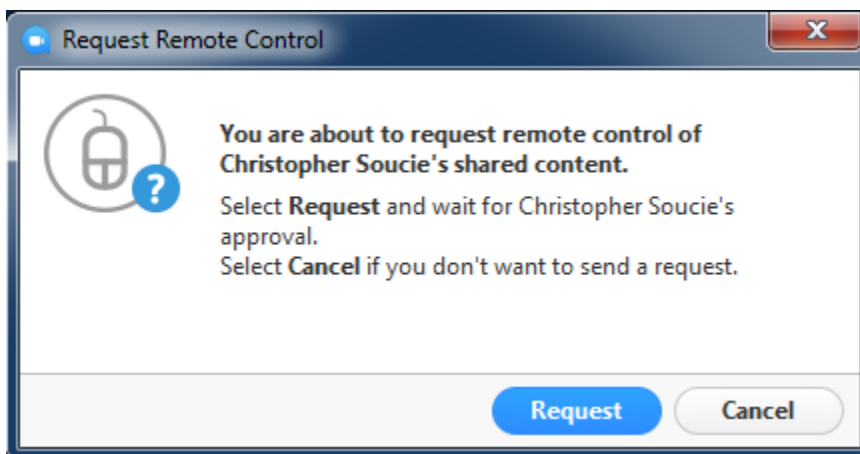 Request Remote Control
x
You are about to request remote control of
Christopher Soucie's shared content.
Select Request and wait for Christopher Soucie's
approval.
Select Cancel if you don't want to send a request.
?
Request Cancel